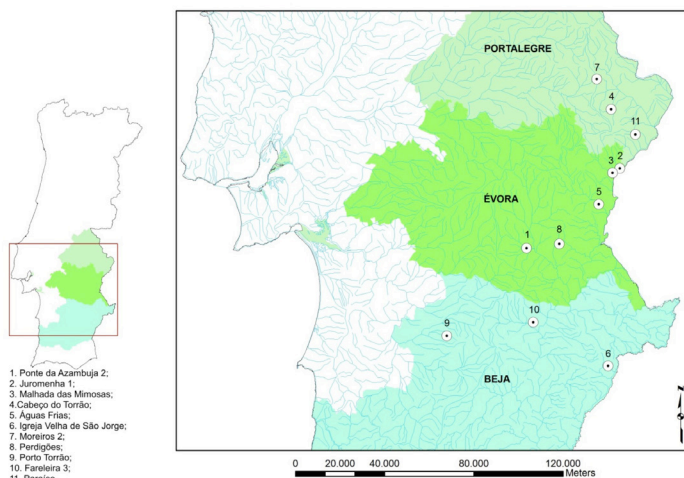 PORTALEGRE
7
4
11
2
3
ÉVORA
5
8
1
10
9
6
BEJA
1. Ponte da Azambuja 2;
2. Juromenha 1;
3. Malhada das Mimosas;
4.Cabeço do Torrão;
5. Águas Frias;
6. Igreja Velha de São Jorge;
7. Moreiros 2;
8. Perdigões;
9. Porto Torrão;
10. Fareleira 3;
0 20.000 40.000 80.000 120.000
Meters